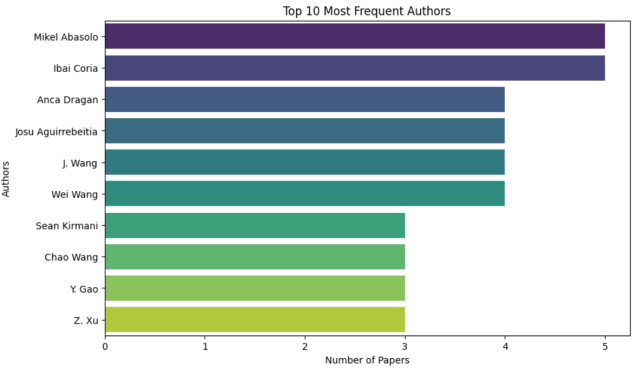 Top 10 Most Frequent Authors
Mikel Abasolo
Ibai Coria
Anca Dragan
Josu Aguirrebeitia
J. Wang
Wei Wang
Sean Kirmani
Chao Wang
Y. Gao
Z. Xu
Authors
0 1 2 3 4 5
Number of Papers